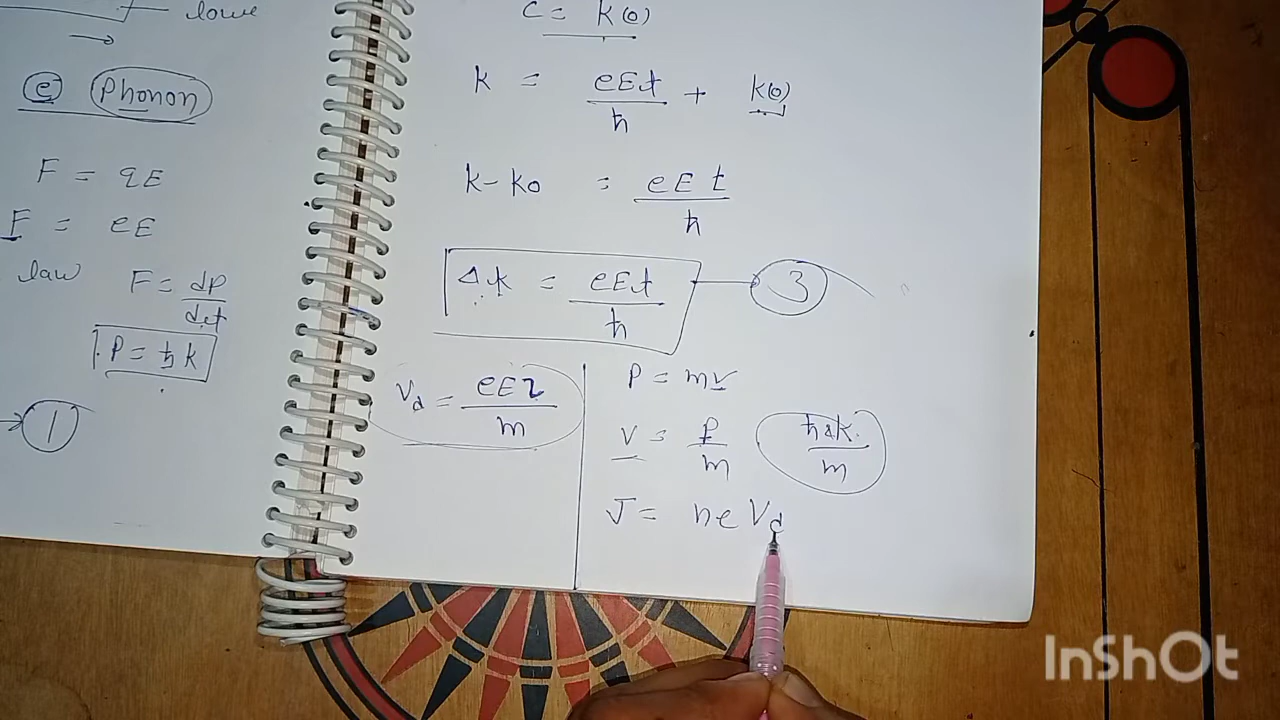 lowe
e Phonon
F = qE
F = eE
law F = dP/dt
P = ħk
1
C = k(0)
k = eEt/ħ + k(0)
k - k0 = eEt/ħ
Δk = eEt/ħ 3
Vd = eEτ/m
P = mv
v = P/m ħΔk/m
J = neVd
InShOt